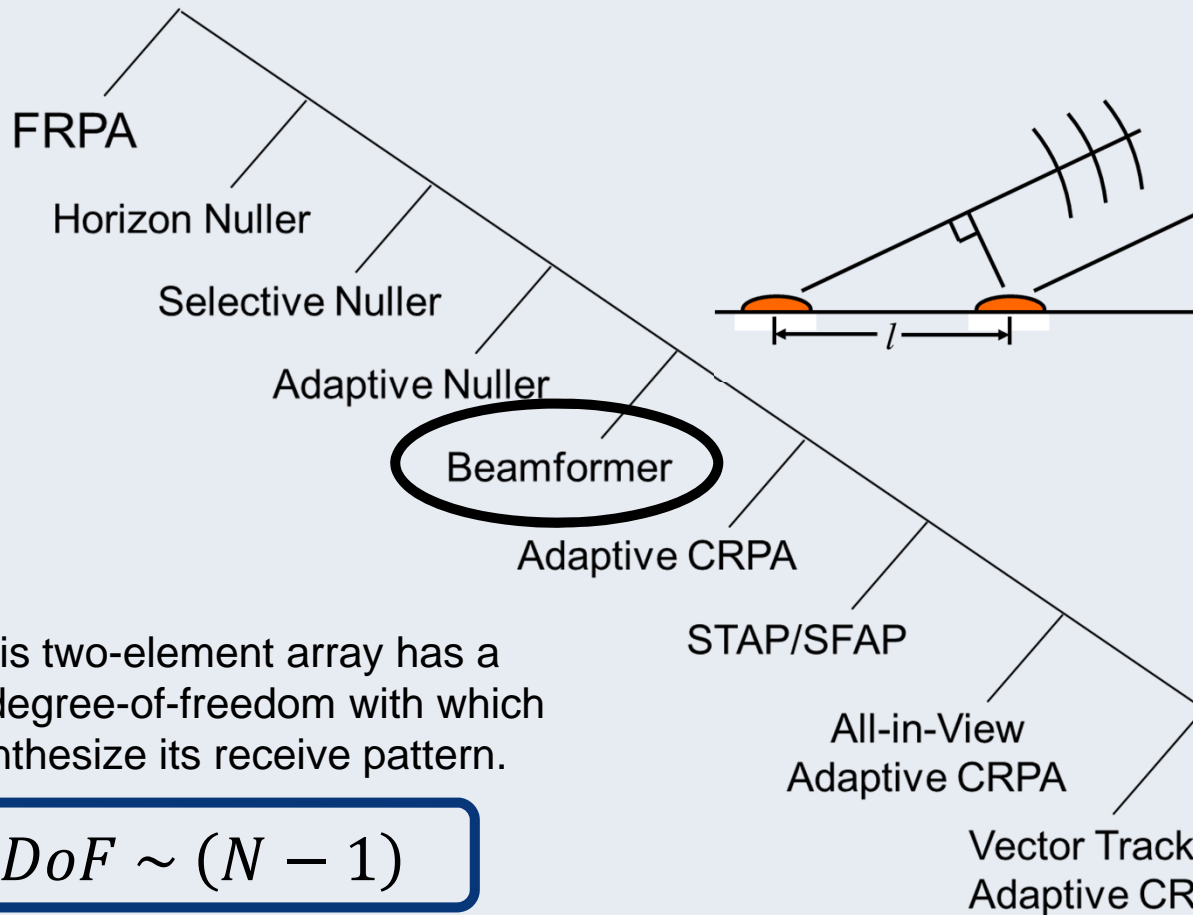 FRPA
Horizon Nuller
Selective Nuller
l
Adaptive Nuller
Beamformer
Adaptive CRPA
STAP/SFAP
is two-element array has a
degree-of-freedom with which
nthesize its receive pattern.
All-in-View
Adaptive CRPA
DoF ~ (N − 1)
Vector Track
Adaptive CR